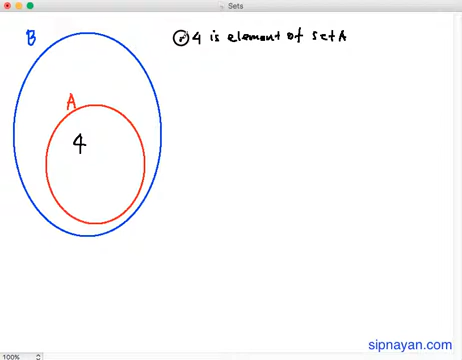 Sets
B
4 is element of set A
A
4
sipnayan.com
100%